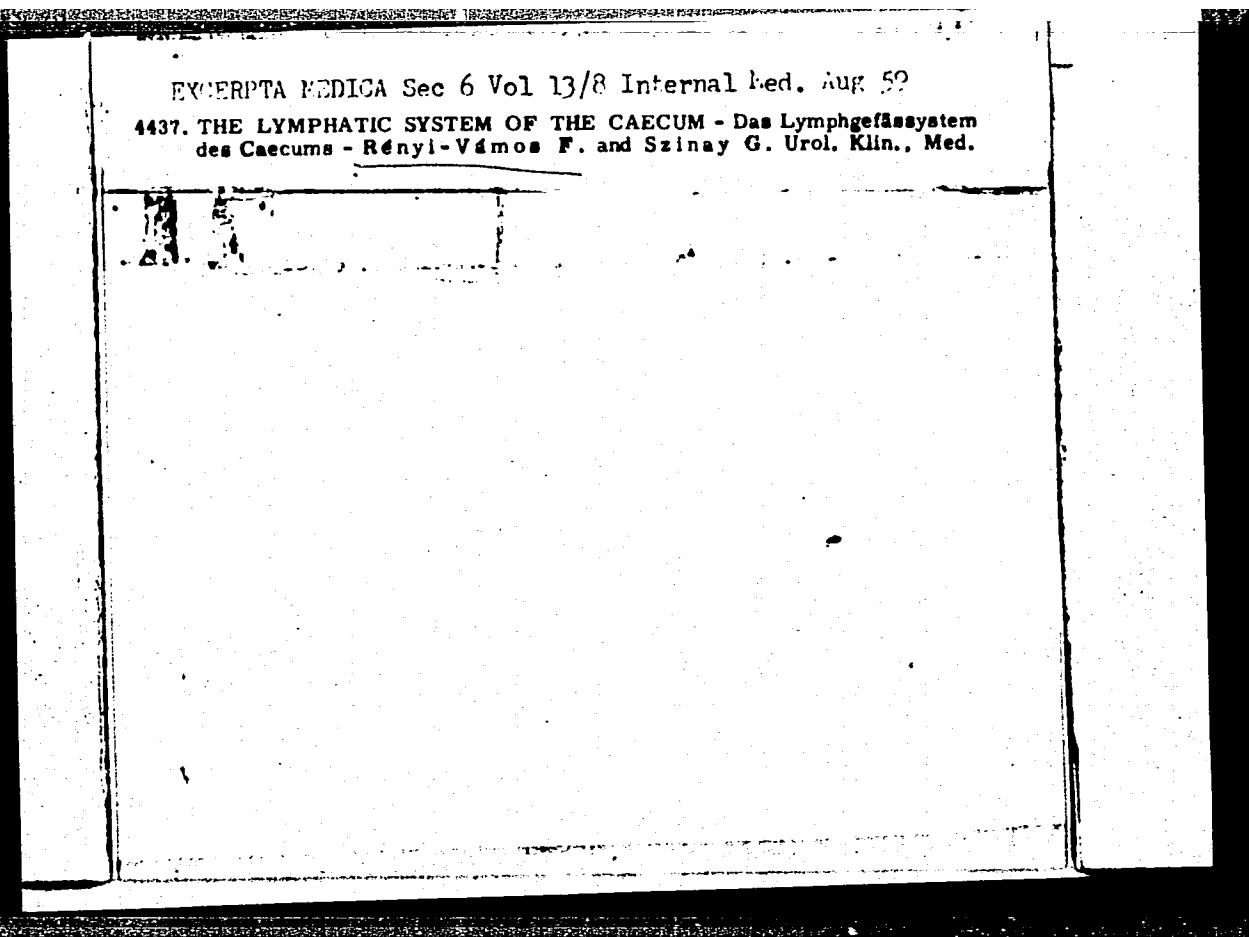 EXCERPTA MEDICA Sec 6 Vol 13/8 Internal Med. Aug 59
4437. THE LYMPHATIC SYSTEM OF THE CAECUM - Das Lymphgefässystem
des Caecums - Rényi-Vámos F. and Szinay G. Urol. Klin., Med.